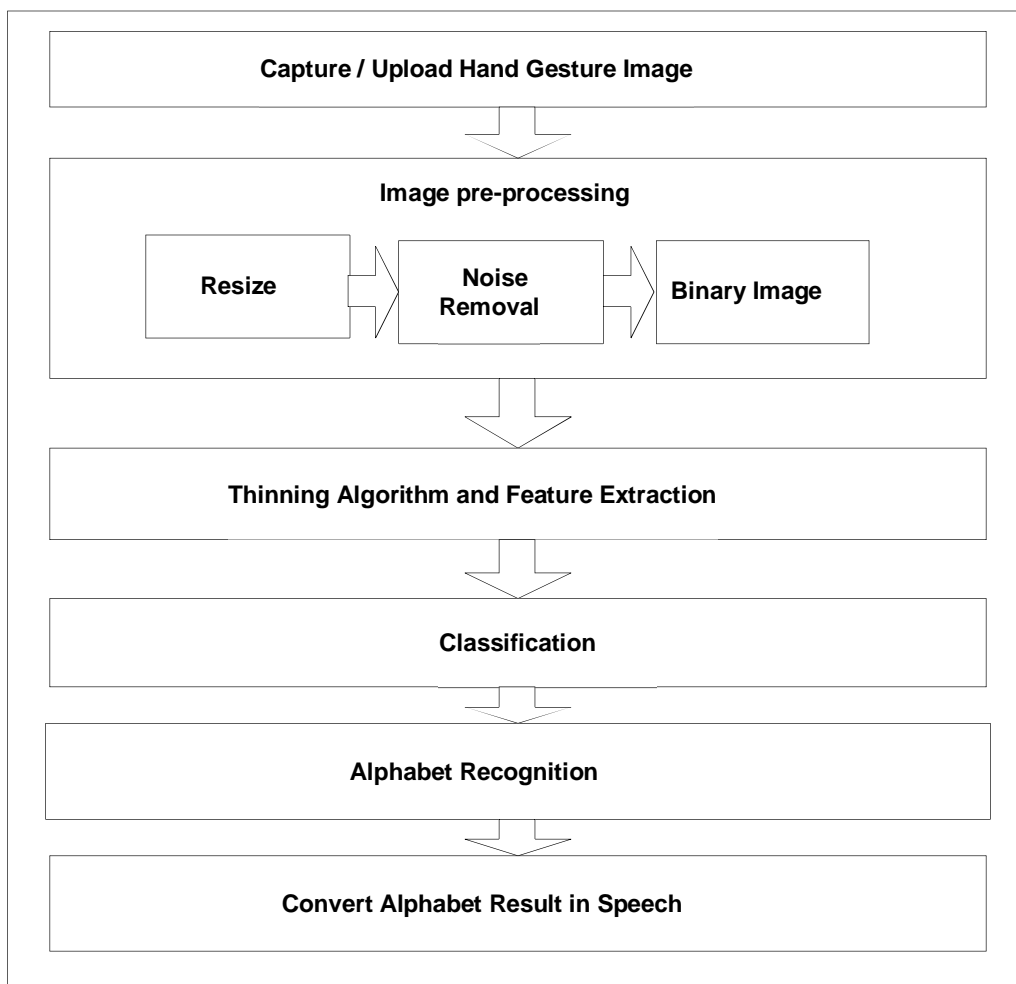 Capture / Upload Hand Gesture Image
Image pre-processing
Resize
Noise
Removal
Binary Image
Thinning Algorithm and Feature Extraction
Classification
Alphabet Recognition
Convert Alphabet Result in Speech